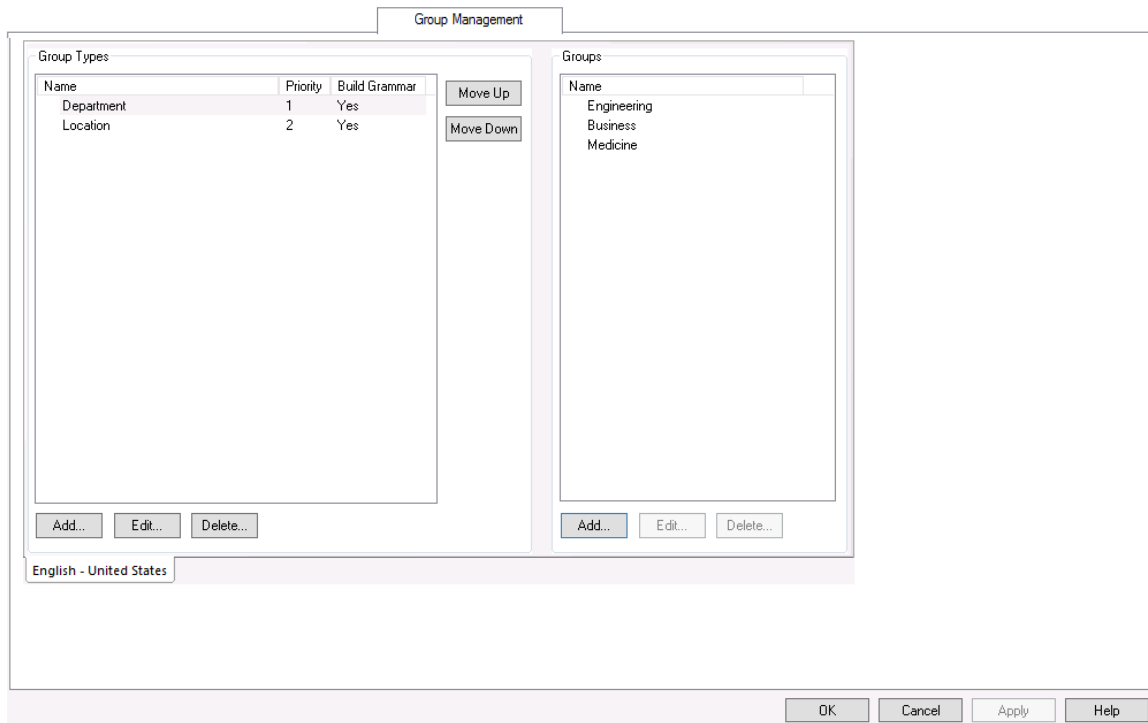 Group Management
Group Types
Name Priority Build Grammar
Department 1 Yes
Location 2 Yes
Move Up
Move Down
Add... Edit... Delete...
Groups
Name
Engineering
Business
Medicine
Add... Edit... Delete...
English - United States
OK Cancel Apply Help